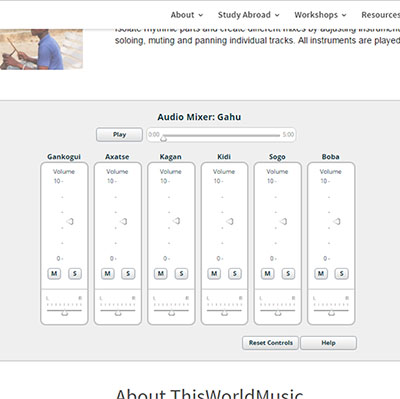 About Study Abroad Workshops Resources
Isolate rhythmic parts and create different mixes by adjusting instrument
soloing, muting and panning individual tracks. All instruments are played
Audio Mixer: Gahu
Play 0:00 5:00
Gankogui Axatse Kagan Kidi Sogo Boba
Volume Volume Volume Volume Volume Volume
10 - 10 - 10 - 10 - 10 - 10 -
0 - 0 - 0 - 0 - 0 - 0 -
M S M S M S M S M S M S
L R L R L R L R L R L R
Reset Controls Help
About ThisWorldMusic